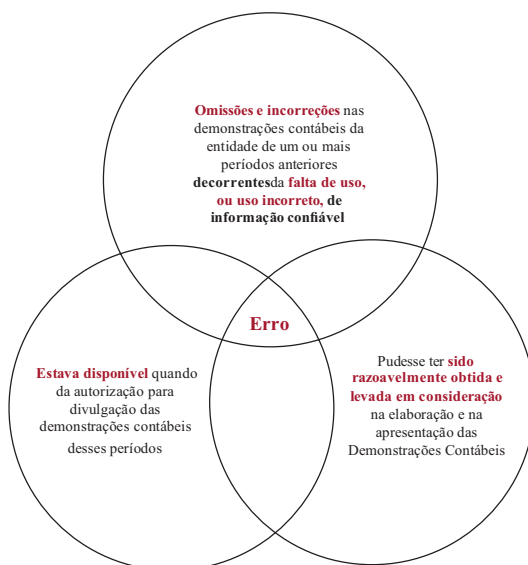 Omissões e incorreções nas
demonstrações contábeis da
entidade de um ou mais
períodos anteriores
decorrentesda falta de uso,
ou uso incorreto, de
informação confiável
Erro
Estava disponível quando
da autorização para
divulgação das
demonstrações contábeis
desses períodos
Pudesse ter sido
razoavelmente obtida e
levada em consideração
na elaboração e na
apresentação das
Demonstrações Contábeis